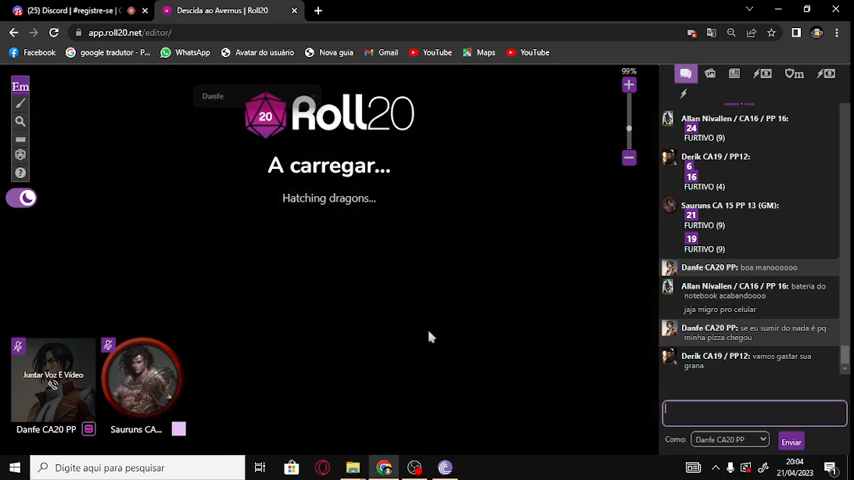 (25) Discord | #registre-se | (
Descida ao Avernus | Roll20
app.roll20.net/editor/
Facebook
google tradutor - P...
WhatsApp
Avatar do usuário
Nova guia
Gmail
YouTube
Maps
YouTube
Em
Danfe
99%
20
Roll20
A carregar...
Hatching dragons...
Allan Nivallen / CA16 / PP 16:
24
FURTIVO (9)
Derik CA19 / PP12:
6
16
FURTIVO (4)
Sauruns CA 15 PP 13 (GM):
21
FURTIVO (9)
19
FURTIVO (9)
Danfe CA20 PP: boa manoooooo
Allan Nivallen / CA16 / PP 16: bateria do
notebook acabandoooo
jaja migro pro celular
Danfe CA20 PP: se eu sumir do nada é pq
minha pizza chegou
Derik CA19 / PP12: vamos gastar sua
grana
Juntar Voz E Vídeo
Danfe CA20 PP
Sauruns CA...
Como:
Danfe CA20 PP
Enviar
Digite aqui para pesquisar
20:04
21/04/2023
1